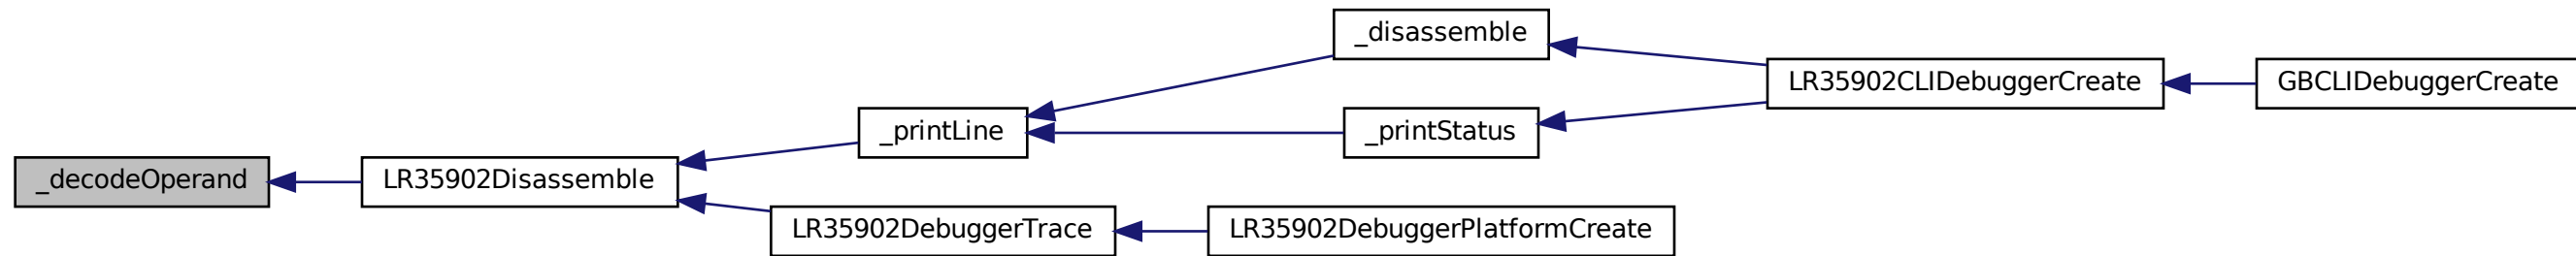 _decodeOperand
LR35902Disassemble
_printLine
_disassemble
LR35902CLIDebuggerCreate
GBCLIDebuggerCreate
_printStatus
LR35902DebuggerTrace
LR35902DebuggerPlatformCreate